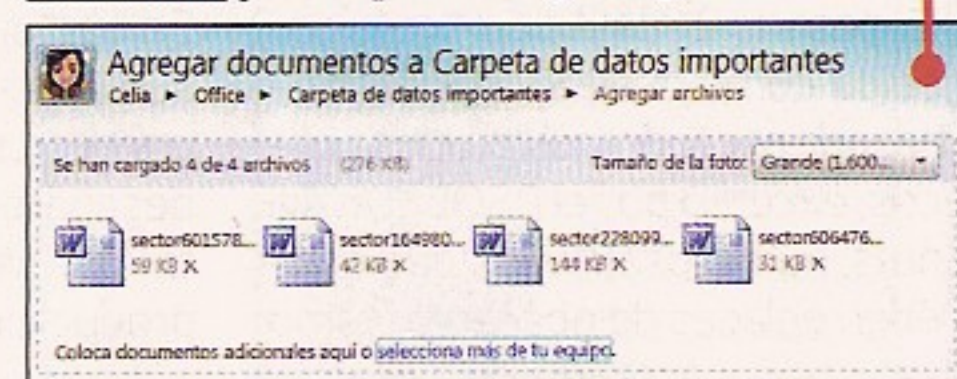 Agregar documentos a Carpeta de datos importantes
Celia ► Office ► Carpeta de datos importantes ► Agregar archivos
Se han cargado 4 de 4 archivos (276 KB) Tamaño de la foto: Grande (1.600...
sector601578... sector164980... sector228099... sector606476...
59 KB X 42 KB X 144 KB X 31 KB X
Coloca documentos adicionales aquí o selecciona más de tu equipo.